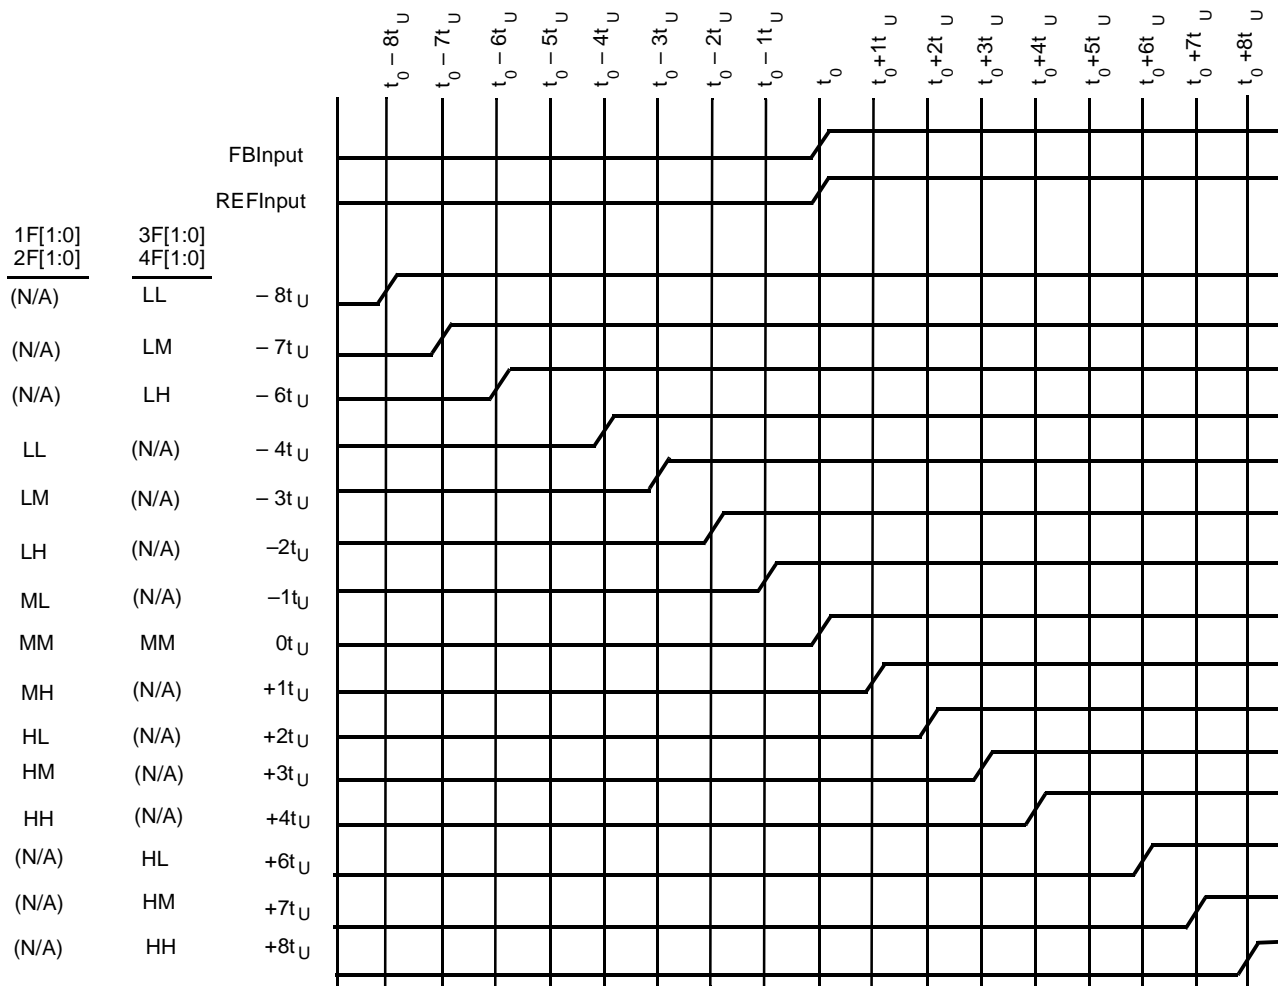 t0 – 8tU
t0 – 7tU
t0 – 6tU
t0 – 5tU
t0 – 4tU
t0 – 3tU
t0 – 2tU
t0 – 1tU
t0
t0 +1tU
t0 +2tU
t0 +3tU
t0 +4tU
t0 +5tU
t0 +6tU
t0 +7tU
t0 +8tU
FBInput
REFInput
1F[1:0] 3F[1:0]
2F[1:0] 4F[1:0]
(N/A) LL – 8tU
(N/A) LM – 7tU
(N/A) LH – 6tU
LL (N/A) – 4tU
LM (N/A) – 3tU
LH (N/A) –2tU
ML (N/A) –1tU
MM MM 0tU
MH (N/A) +1tU
HL (N/A) +2tU
HM (N/A) +3tU
HH (N/A) +4tU
(N/A) HL +6tU
(N/A) HM +7tU
(N/A) HH +8tU